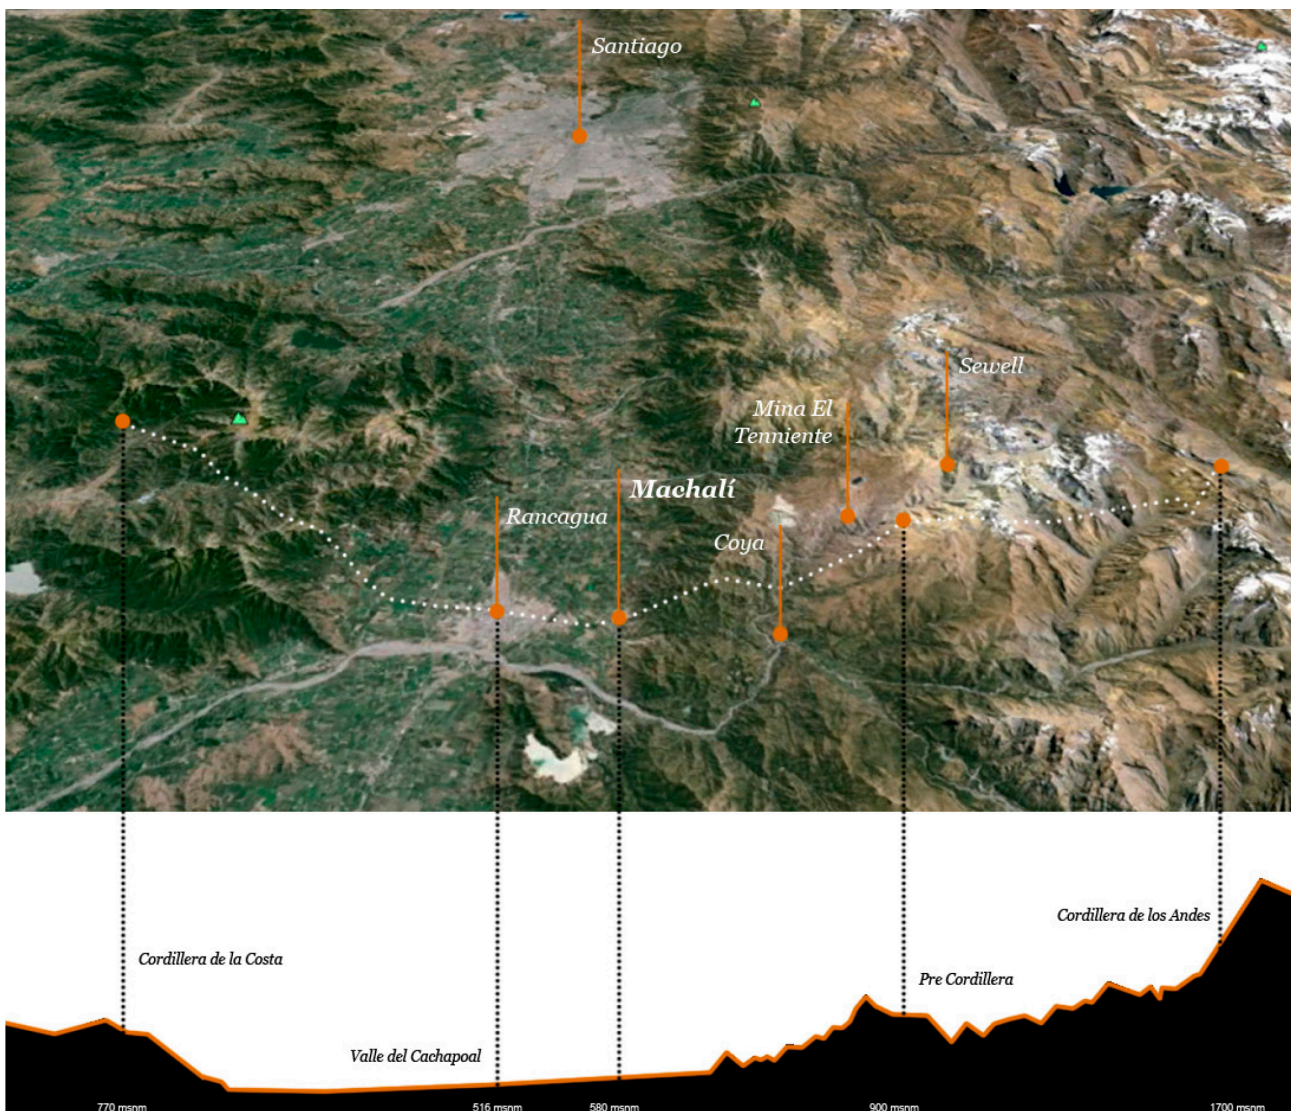 Santiago
Sewell
Mina El
Tenniente
Machalí
Rancagua
Coya
Cordillera de los Andes
Cordillera de la Costa
Pre Cordillera
Valle del Cachapoal
770 msnm
516 msnm
580 msnm
900 msnm
1700 msnm